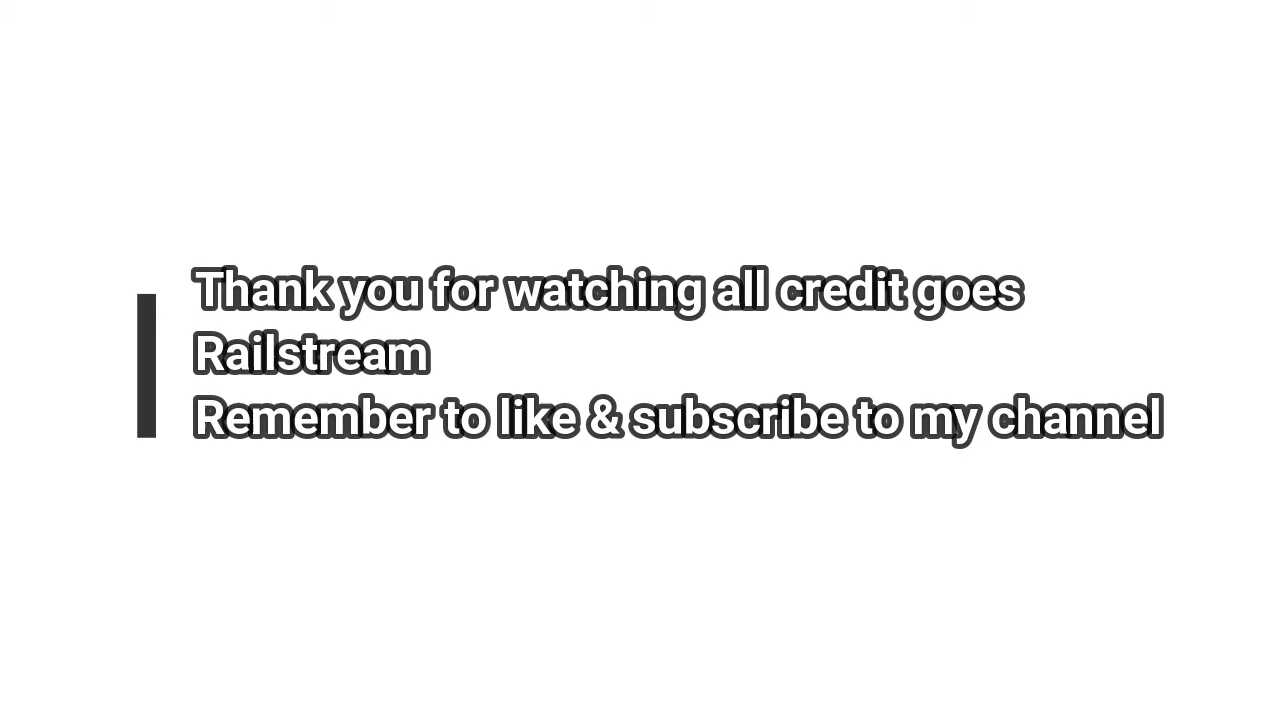 Thank you for watching all credit goes
Railstream
Remember to like & subscribe to my channel